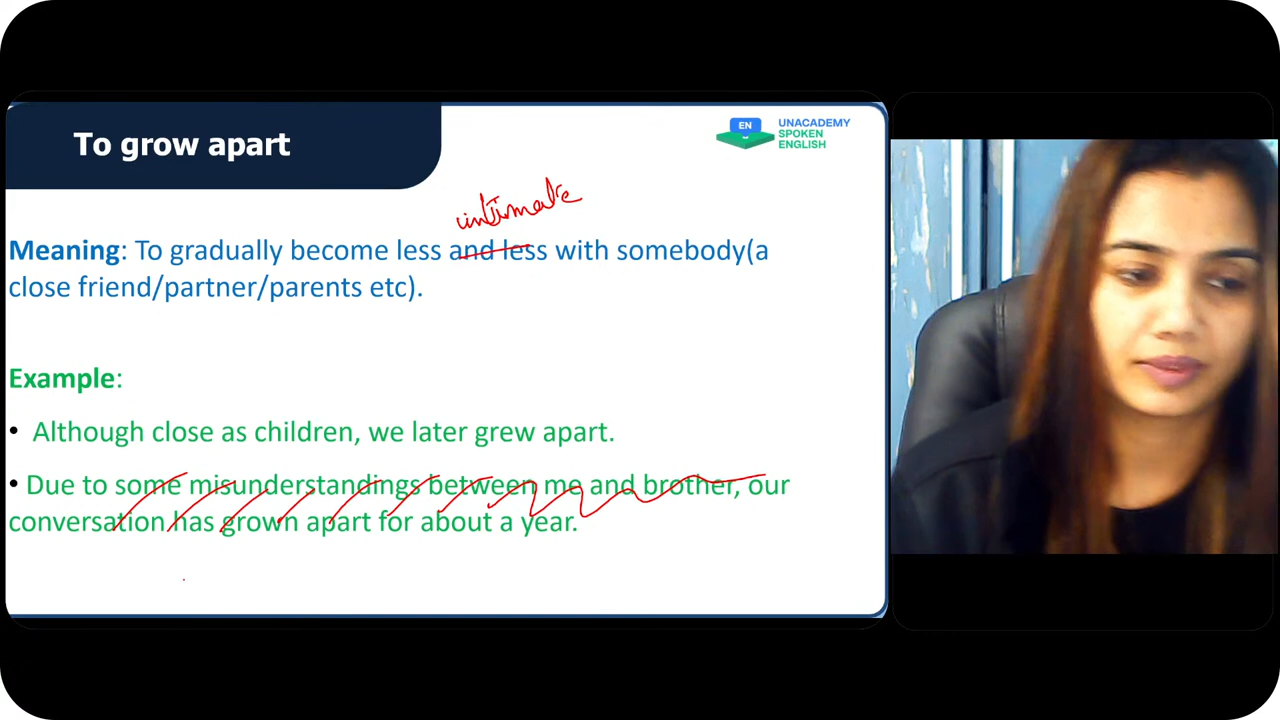 To grow apart
EN
UNACADEMY
SPOKEN
ENGLISH
intimate
Meaning: To gradually become less and less with somebody(a
close friend/partner/parents etc).
Example:
• Although close as children, we later grew apart.
• Due to some misunderstandings between me and brother, our
conversation has grown apart for about a year.